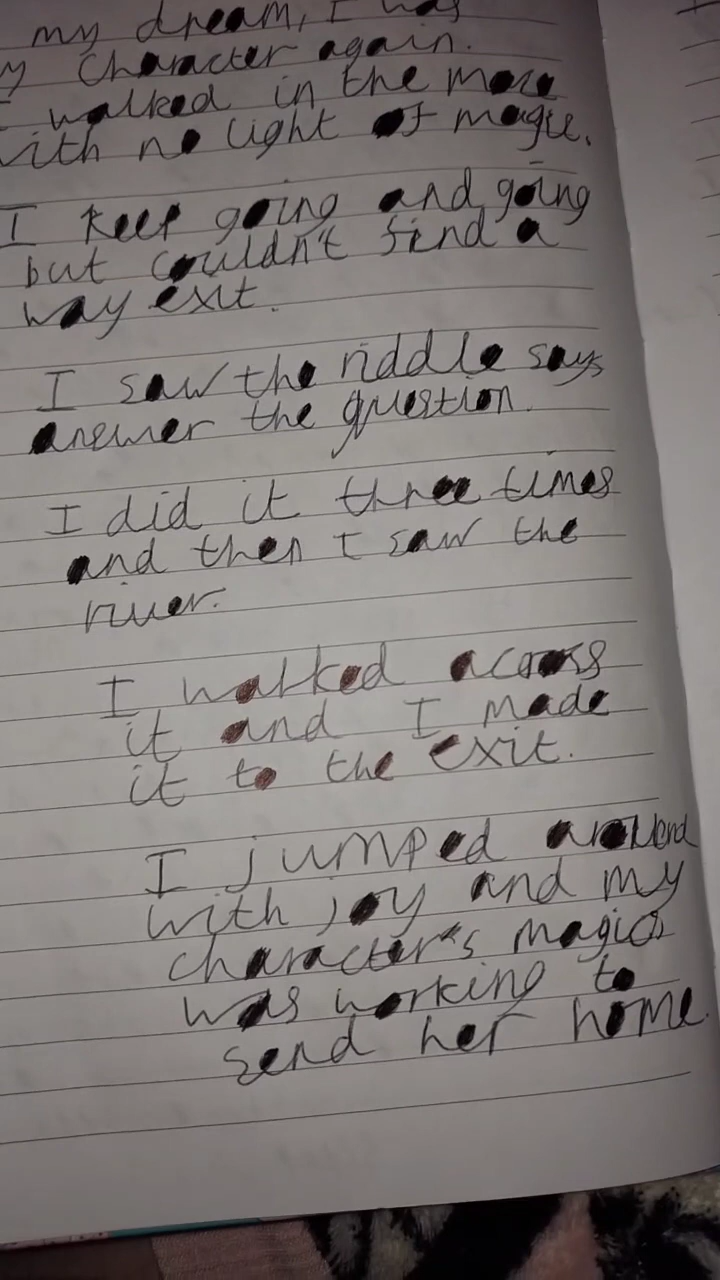 my dream, I was
y character again.
I walked in the maze
with no light of magic.
I keep going and going
but couldn't find a
way exit.
I saw the riddle says
answer the question.
I did it three times
and then I saw the
river.
I walked across
it and I made
it to the exit.
I jumped around
with joy and my
character's magics
was working to
send her home.